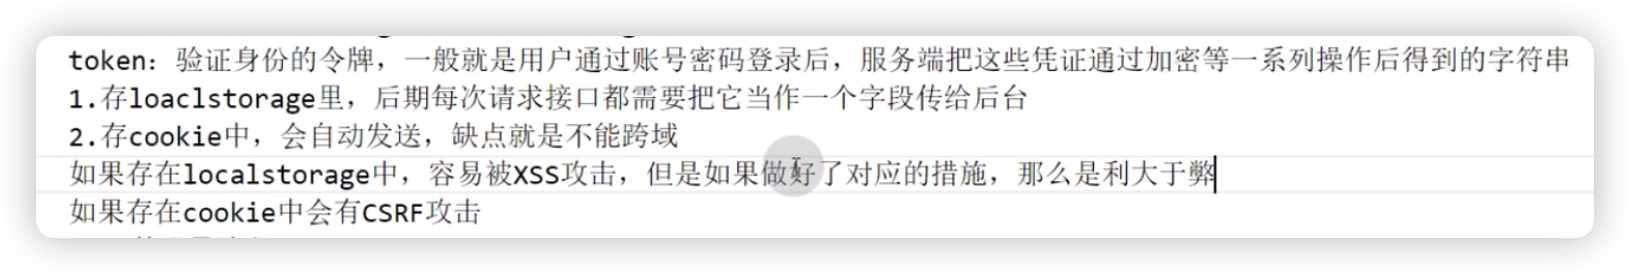 token：验证身份的令牌，一般就是用户通过账号密码登录后，服务端把这些凭证通过加密等一系列操作后得到的字符串
1.存loaclstorage里，后期每次请求接口都需要把它当作一个字段传给后台
2.存cookie中，会自动发送，缺点就是不能跨域
如果存在localstorage中，容易被XSS攻击，但是如果做好了对应的措施，那么是利大于弊
如果存在cookie中会有CSRF攻击